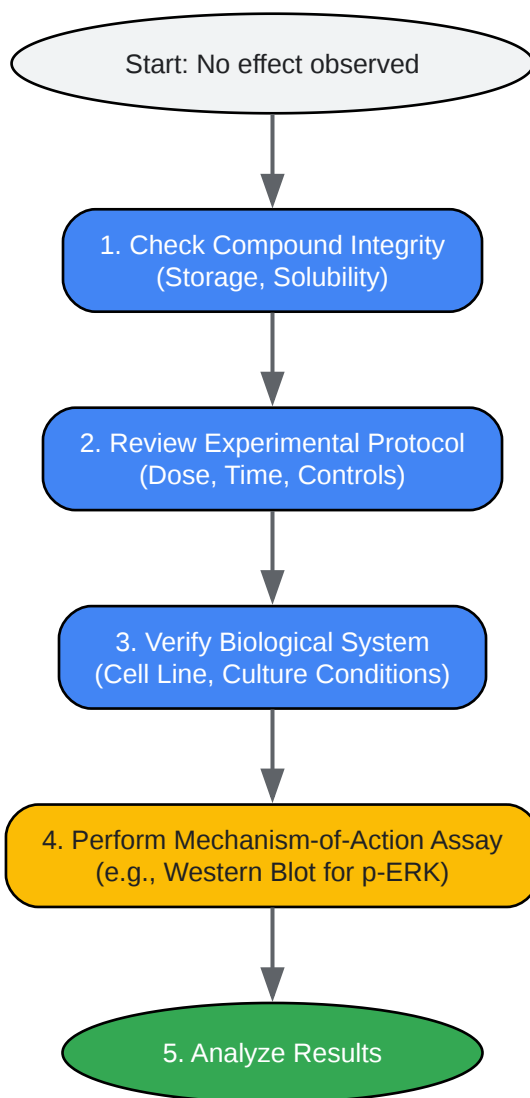 Start: No effect observed
1. Check Compound Integrity
(Storage, Solubility)
2. Review Experimental Protocol
(Dose, Time, Controls)
3. Verify Biological System
(Cell Line, Culture Conditions)
4. Perform Mechanism-of-Action Assay
(e.g., Western Blot for p-ERK)
5. Analyze Results